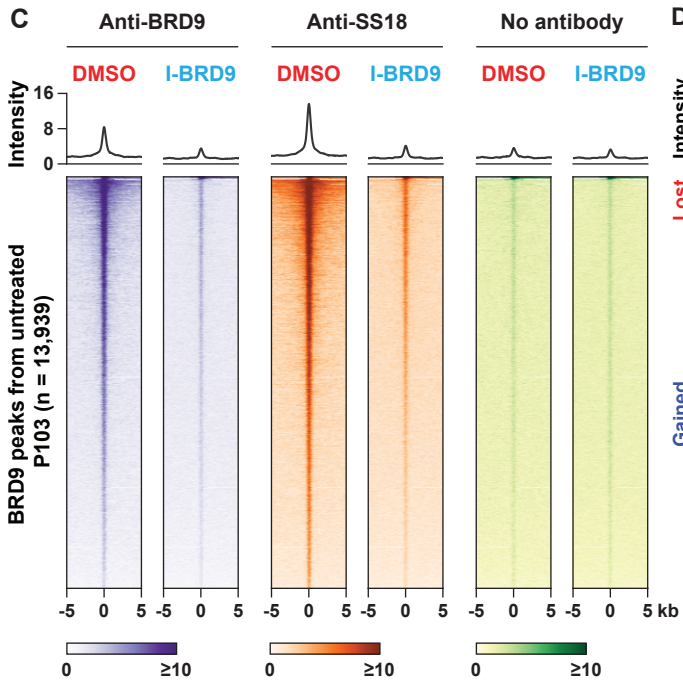 C
Anti-BRD9 Anti-SS18 No antibody
DMSO I-BRD9 DMSO I-BRD9 DMSO I-BRD9
Intensity
16
8
0
BRD9 peaks from untreated
P103 (n = 13,939)
-5 0 5 -5 0 5 -5 0 5 -5 0 5 -5 0 5 -5 0 5 kb
0 ≥10 0 ≥10 0 ≥10
D
Intensity
Lost
Gained